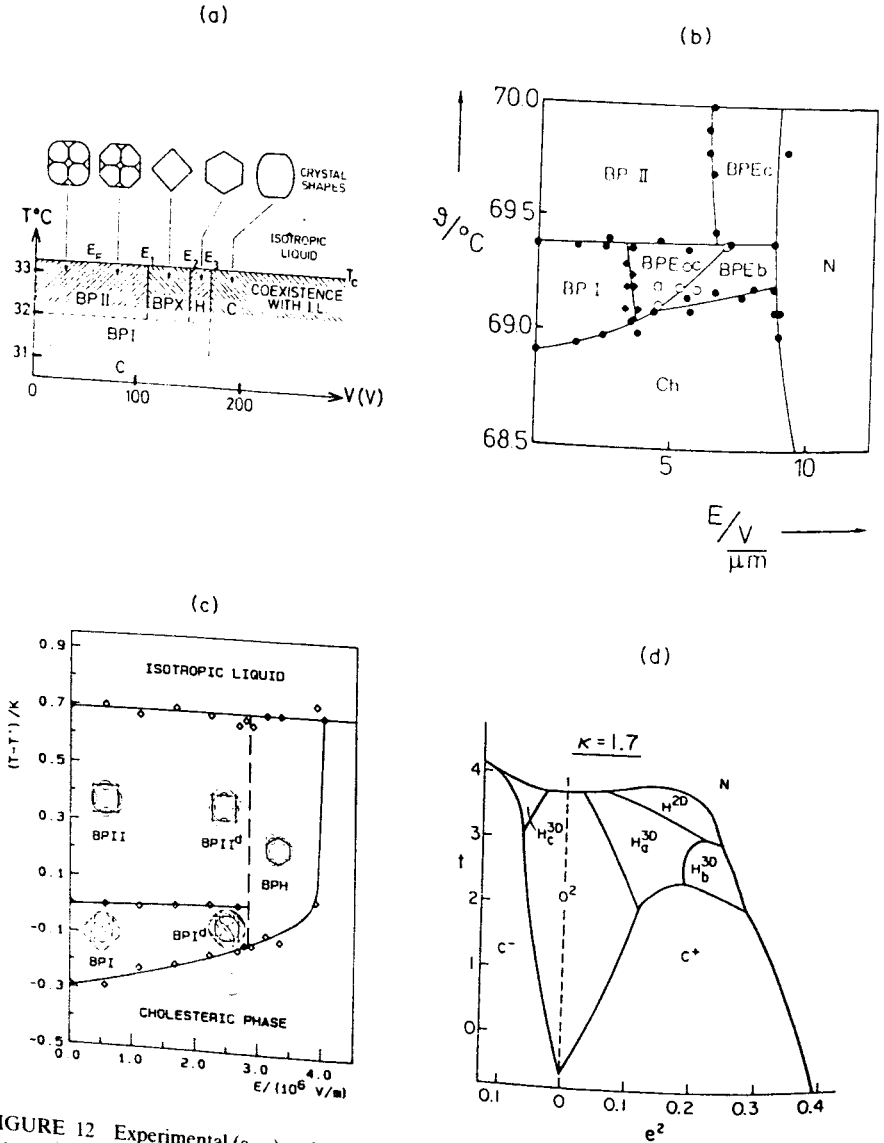 (a)
CRYSTAL
SHAPES
T°C
ISOTROPIC
LIQUID
E_F
E_1
E_2
E_3
T_c
33
32
31
BPII
BPX
H
C
COEXISTENCE
WITH I.L
BPI
C
0
100
200
V(V)
(b)
70.0
69.5
69.0
68.5
ϑ/°C
BP II
BPEc
BP I
BPEb
N
Ch
5
10
E/V
μm
(c)
(T-T')/K
0.9
0.7
0.5
0.3
0.1
-0.1
-0.3
-0.5
ISOTROPIC LIQUID
BPII
BPII^d
BPH
BPI
BPI^d
CHOLESTERIC PHASE
0.0
1.0
2.0
3.0
4.0
E/(10^6 V/m)
(d)
κ = 1.7
4
3
t
2
1
0
N
H^2D
H_c^3D
H_a^3D
H_b^3D
O^2
C^-
C^+
0.1
0
0.1
0.2
0.3
0.4
e^2
FIGURE 12 Experimental (a